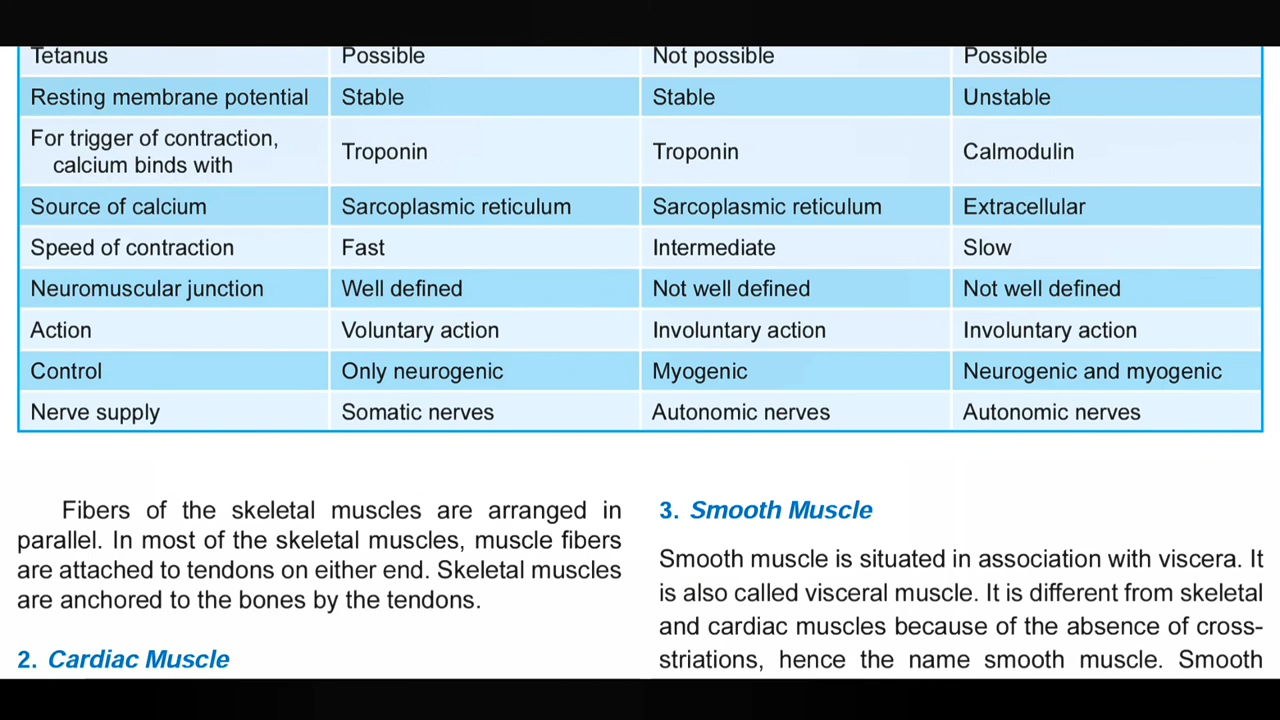 Tetanus Possible Not possible Possible
Resting membrane potential Stable Stable Unstable
For trigger of contraction,
calcium binds with Troponin Troponin Calmodulin
Source of calcium Sarcoplasmic reticulum Sarcoplasmic reticulum Extracellular
Speed of contraction Fast Intermediate Slow
Neuromuscular junction Well defined Not well defined Not well defined
Action Voluntary action Involuntary action Involuntary action
Control Only neurogenic Myogenic Neurogenic and myogenic
Nerve supply Somatic nerves Autonomic nerves Autonomic nerves
Fibers of the skeletal muscles are arranged in
parallel. In most of the skeletal muscles, muscle fibers
are attached to tendons on either end. Skeletal muscles
are anchored to the bones by the tendons.
2. Cardiac Muscle
3. Smooth Muscle
Smooth muscle is situated in association with viscera. It
is also called visceral muscle. It is different from skeletal
and cardiac muscles because of the absence of cross-
striations, hence the name smooth muscle. Smooth